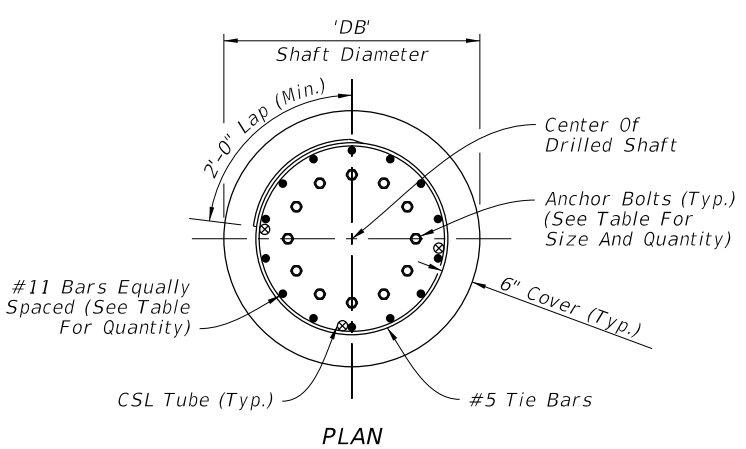 'DB'
Shaft Diameter
2'-0" Lap (Min.)
Center Of
Drilled Shaft
Anchor Bolts (Typ.)
(See Table For
Size And Quantity)
#11 Bars Equally
Spaced (See Table
For Quantity)
6" Cover (Typ.)
CSL Tube (Typ.)
#5 Tie Bars
PLAN